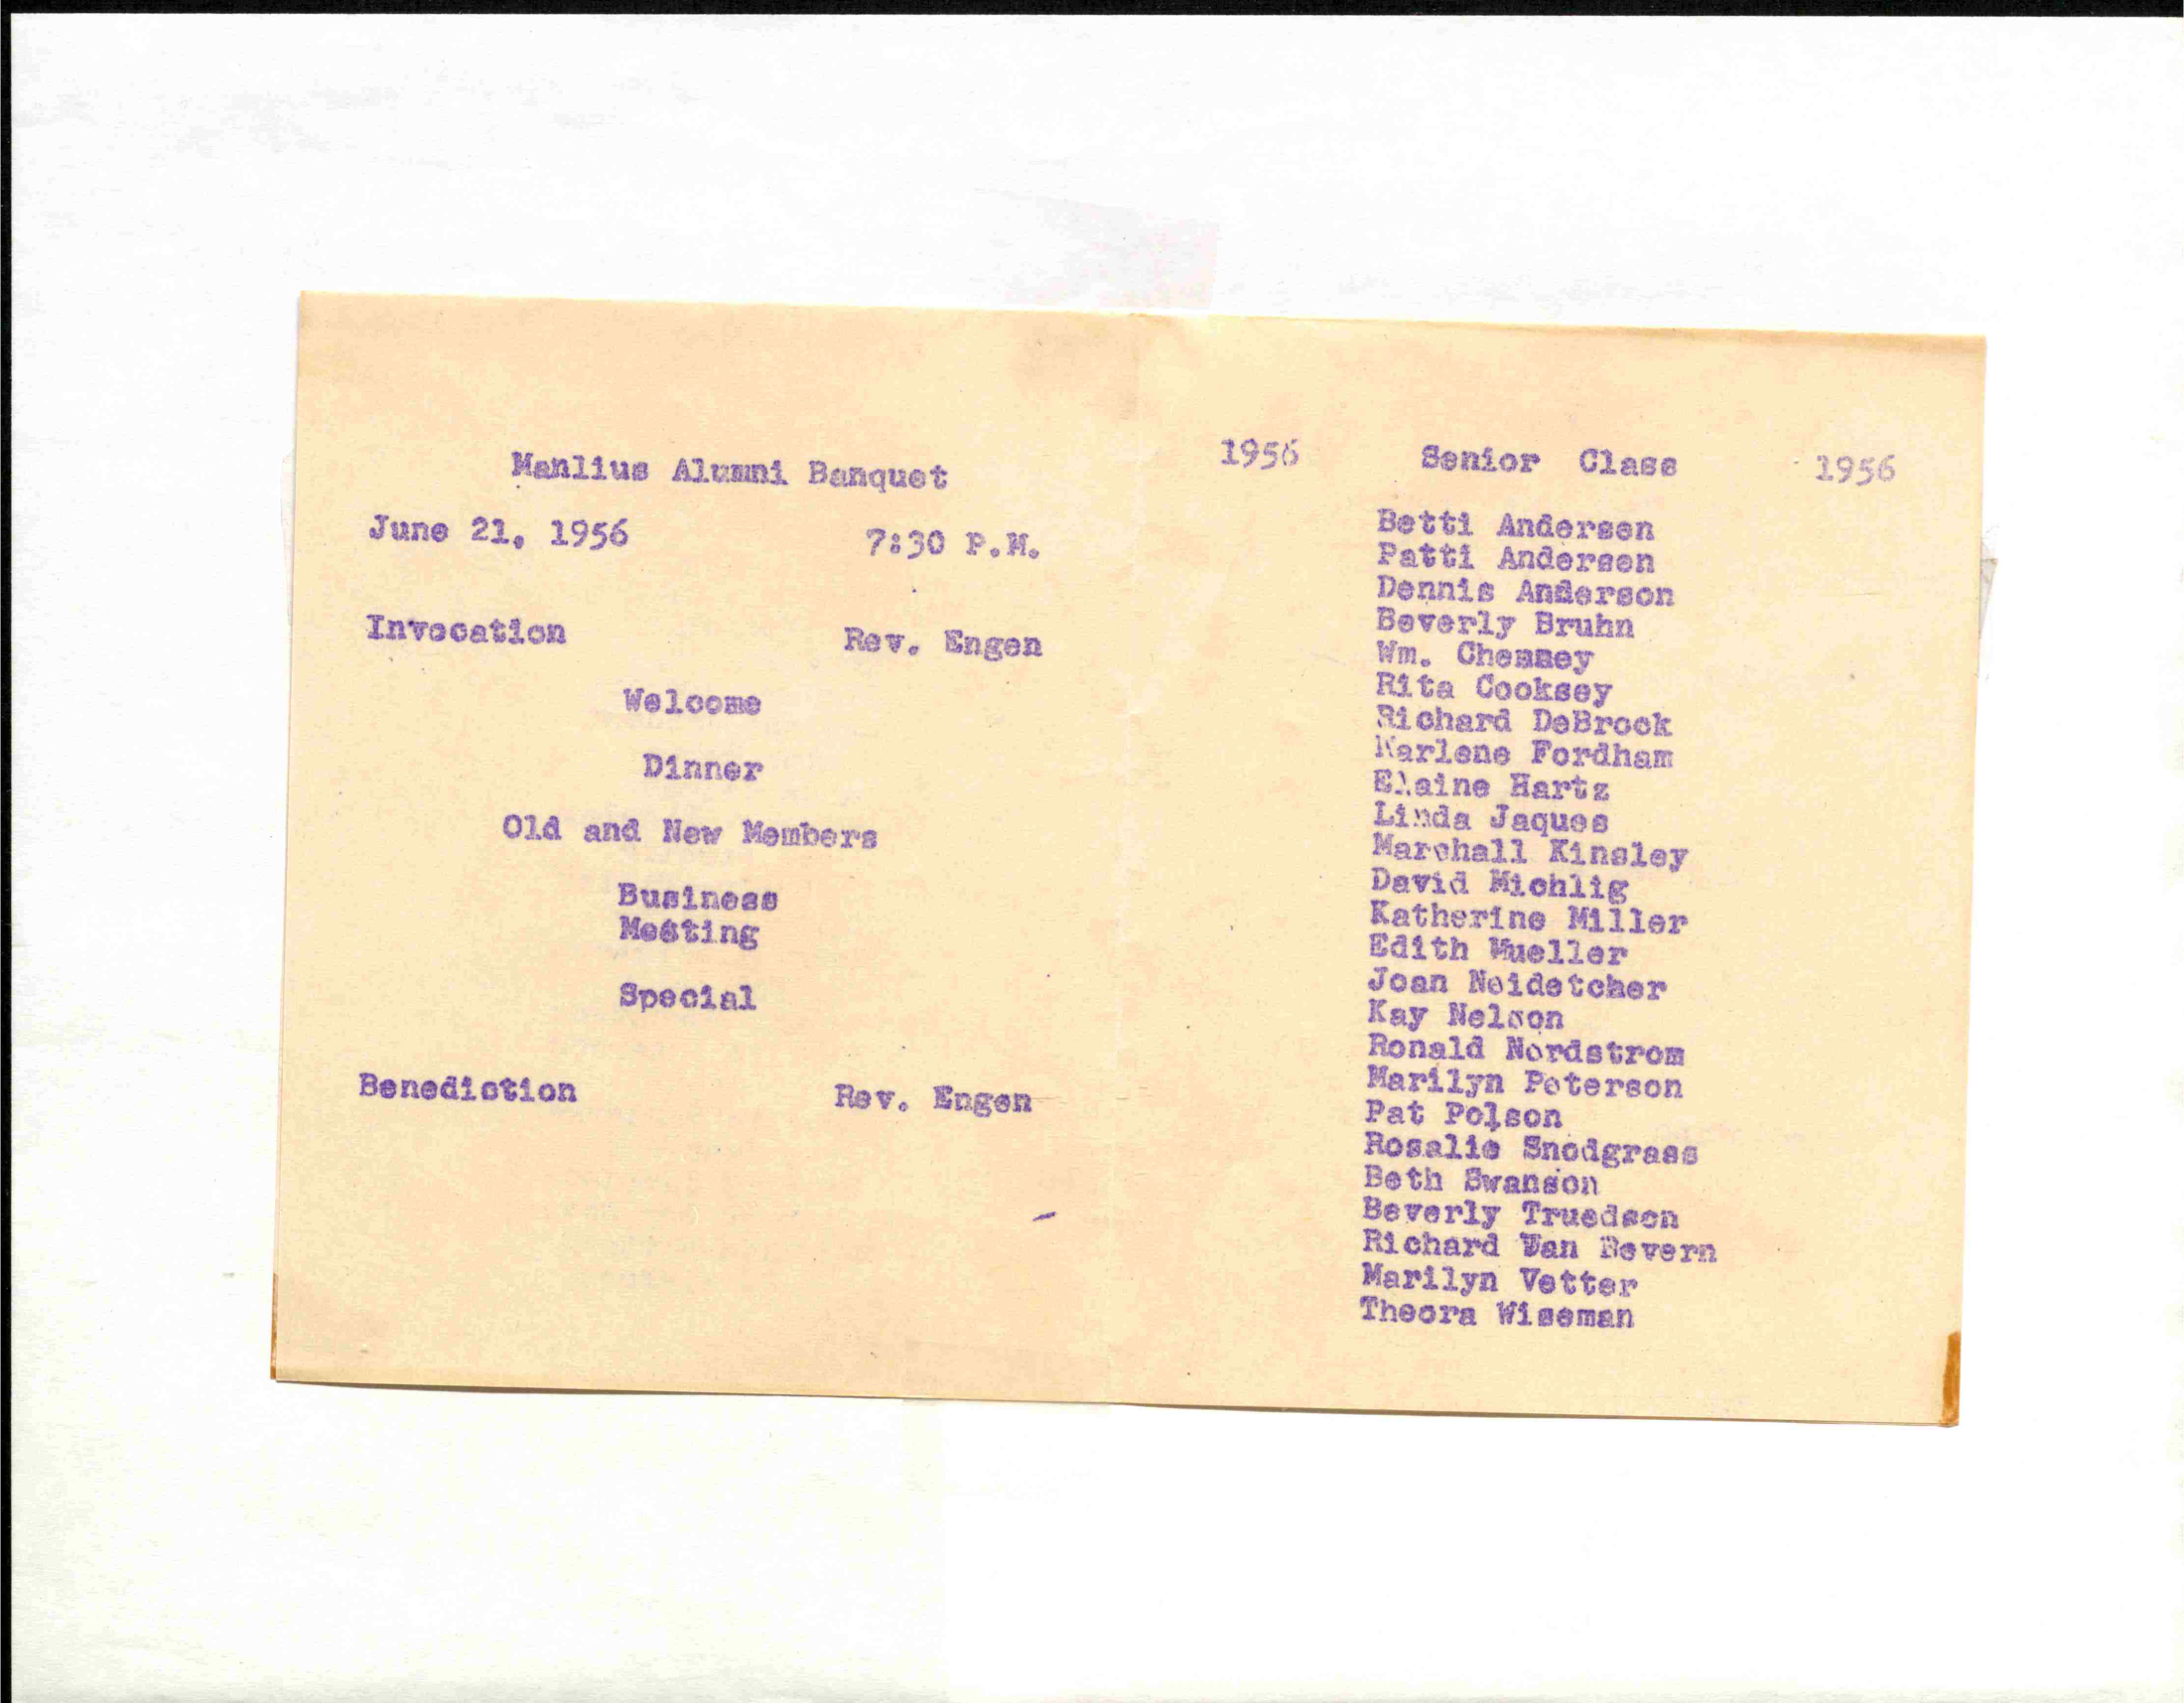 Manlius Alumni Banquet
June 21, 1956 7:30 P.M.
Invocation Rev. Engen
Welcome
Dinner
Old and New Members
Business
Meeting
Special
Benediction Rev. Engen
1956 Senior Class 1956
Betti Andersen
Patti Andersen
Dennis Anderson
Beverly Bruhn
Wm.
Rita Cooksey
Richard DeBrock
Karlene Fordham
Elaine Hartz
Linda Jaques
Marshall Kinsley
David Michlig
Katherine Miller
Edith Mueller
Joan Neidetcher
Kay Nelson
Ronald Nordstrom
Marilyn Peterson
Pat Polson
Rosalie Snodgrass
Beth Swanson
Beverly Truedson
Richard Van Bevern
Marilyn Vetter
Theora Wiseman